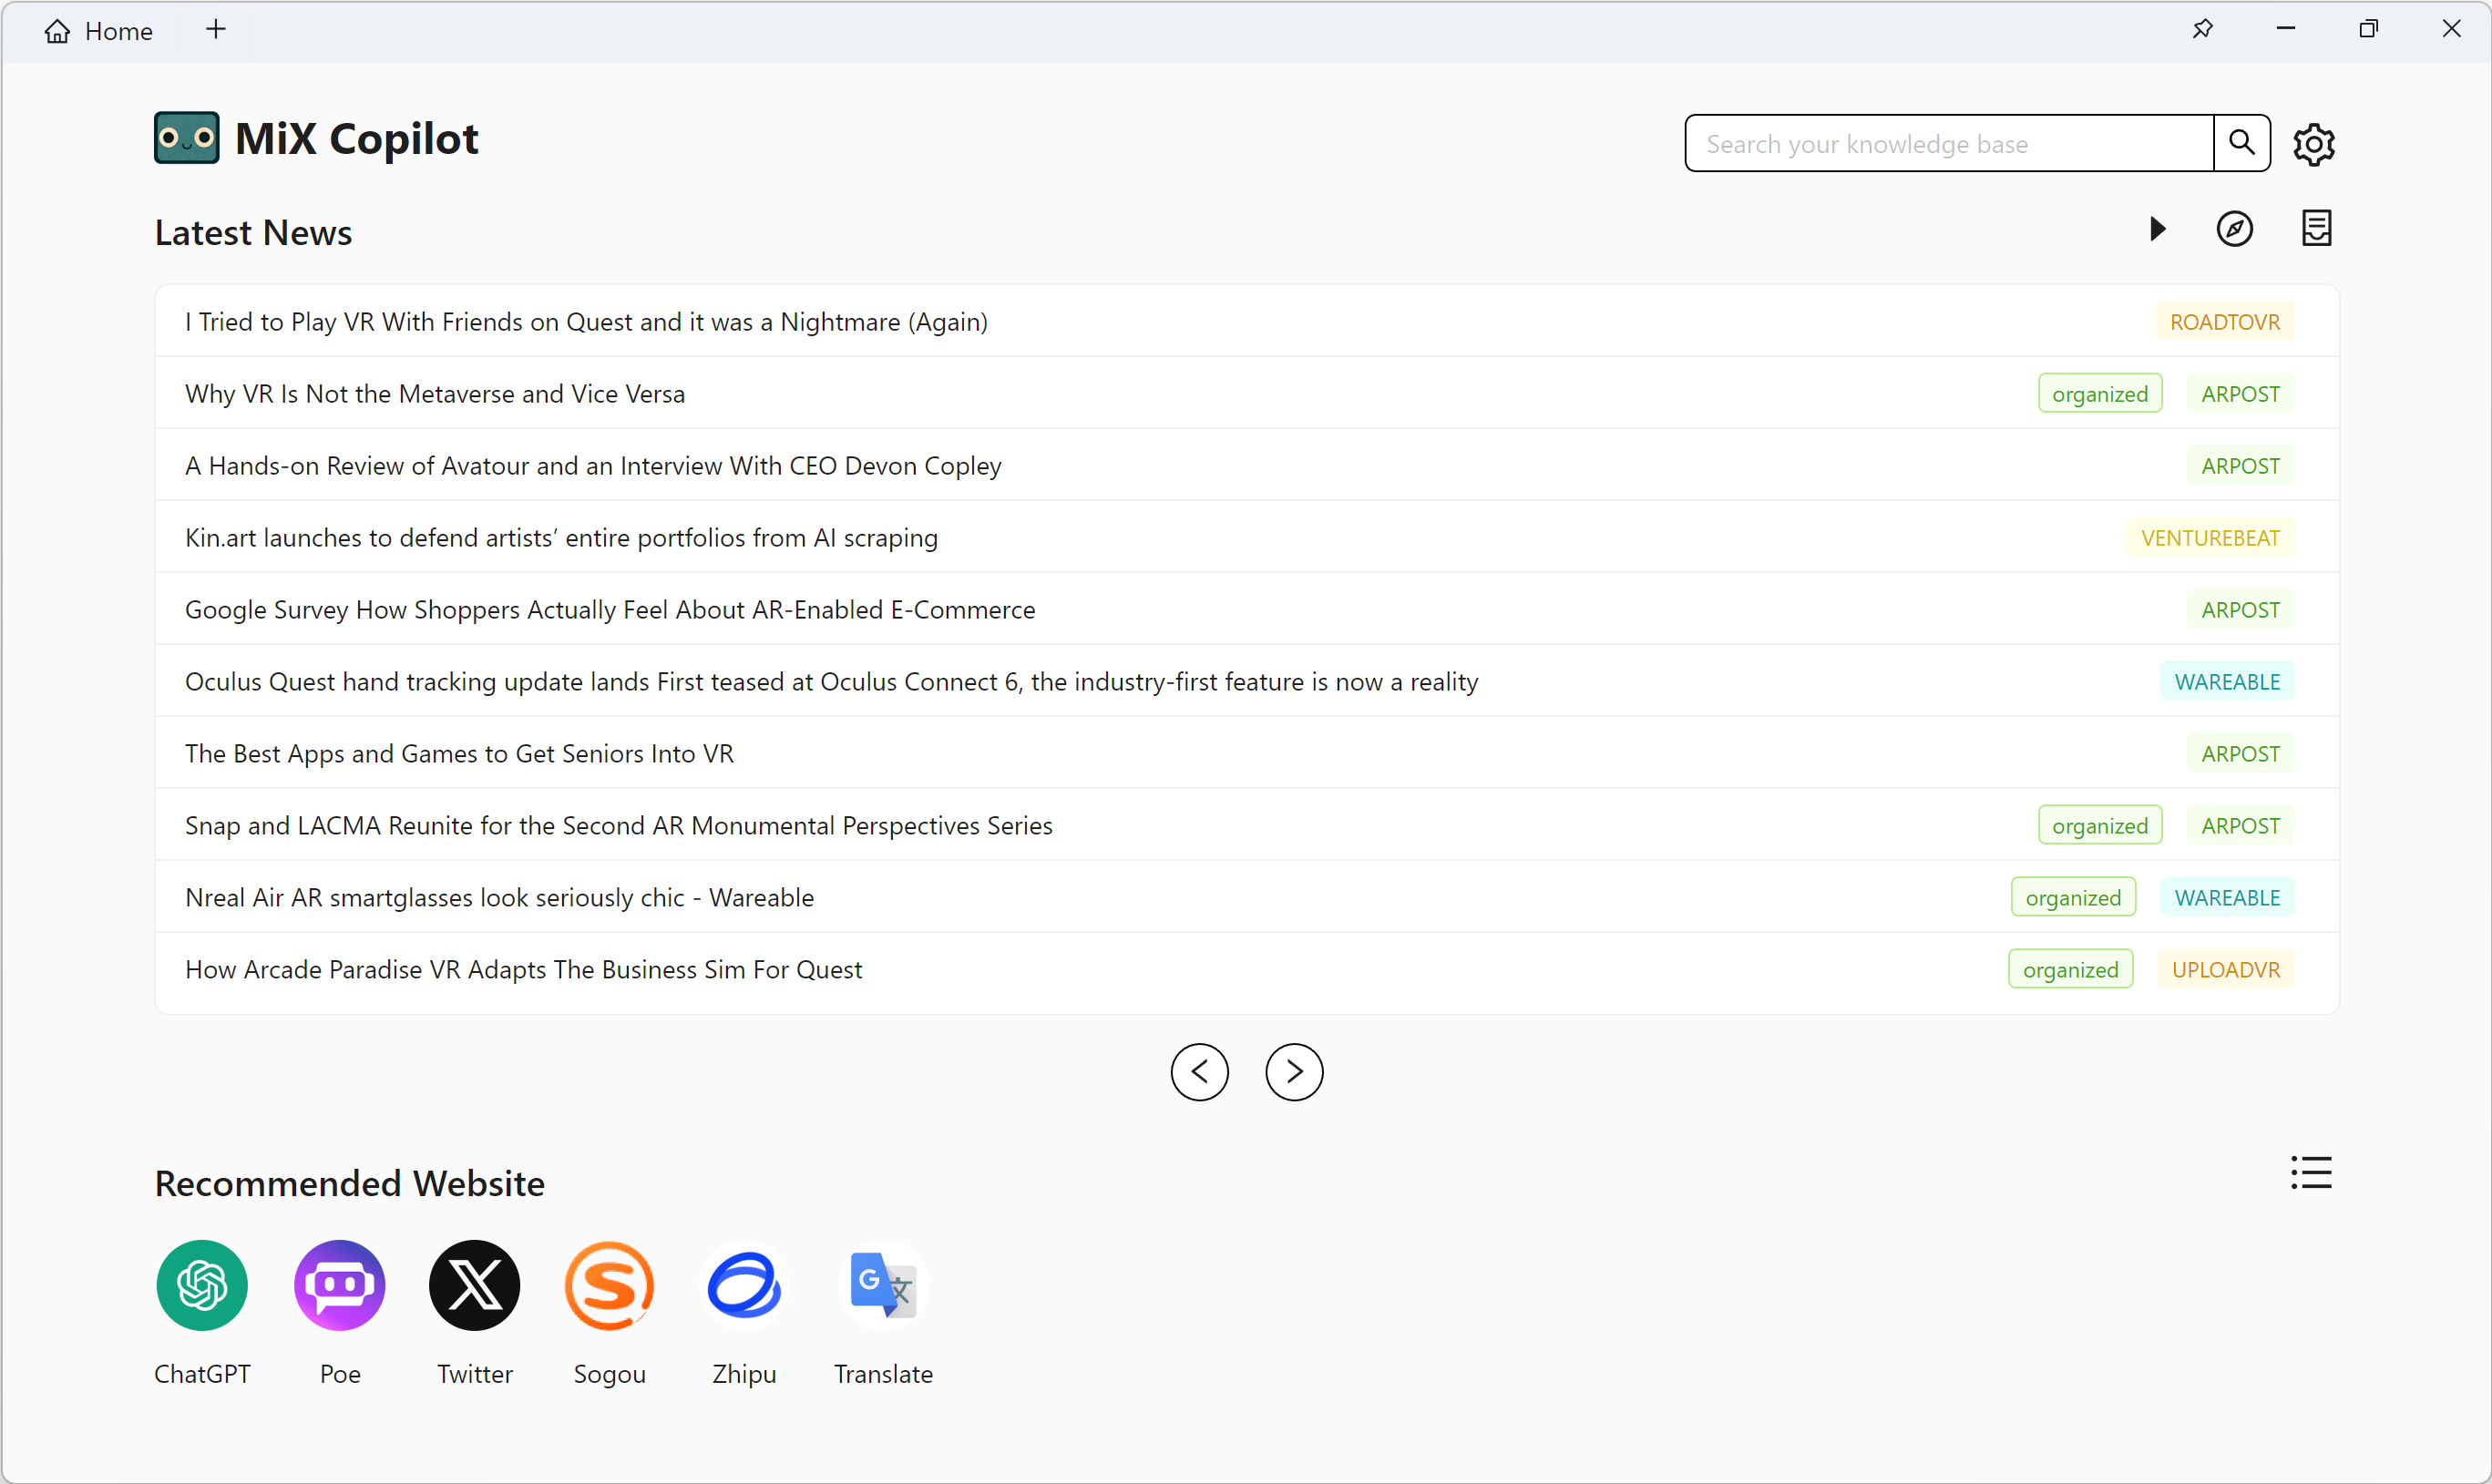 Home
MiX Copilot
Search your knowledge base
Latest News
I Tried to Play VR With Friends on Quest and it was a Nightmare (Again) ROADTOVR
Why VR Is Not the Metaverse and Vice Versa organized ARPOST
A Hands-on Review of Avatour and an Interview With CEO Devon Copley ARPOST
Kin.art launches to defend artists’ entire portfolios from AI scraping VENTUREBEAT
Google Survey How Shoppers Actually Feel About AR-Enabled E-Commerce ARPOST
Oculus Quest hand tracking update lands First teased at Oculus Connect 6, the industry-first feature is now a reality WAREABLE
The Best Apps and Games to Get Seniors Into VR ARPOST
Snap and LACMA Reunite for the Second AR Monumental Perspectives Series organized ARPOST
Nreal Air AR smartglasses look seriously chic - Wareable organized WAREABLE
How Arcade Paradise VR Adapts The Business Sim For Quest organized UPLOADVR
Recommended Website
G 文
ChatGPT Poe Twitter Sogou Zhipu Translate